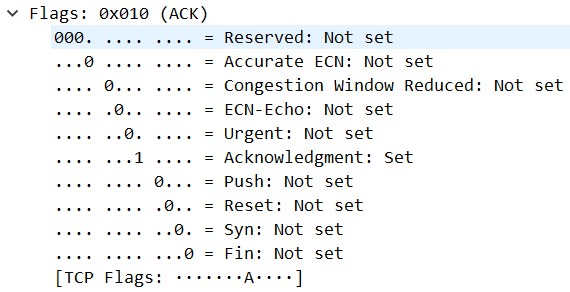 Flags: 0x010 (ACK)
000. .... .... = Reserved: Not set
...0 .... .... = Accurate ECN: Not set
.... 0... .... = Congestion Window Reduced: Not set
.... .0.. .... = ECN-Echo: Not set
.... ..0. .... = Urgent: Not set
.... ...1 .... = Acknowledgment: Set
.... .... 0... = Push: Not set
.... .... .0.. = Reset: Not set
.... .... ..0. = Syn: Not set
.... .... ...0 = Fin: Not set
[TCP Flags: ·······A····]